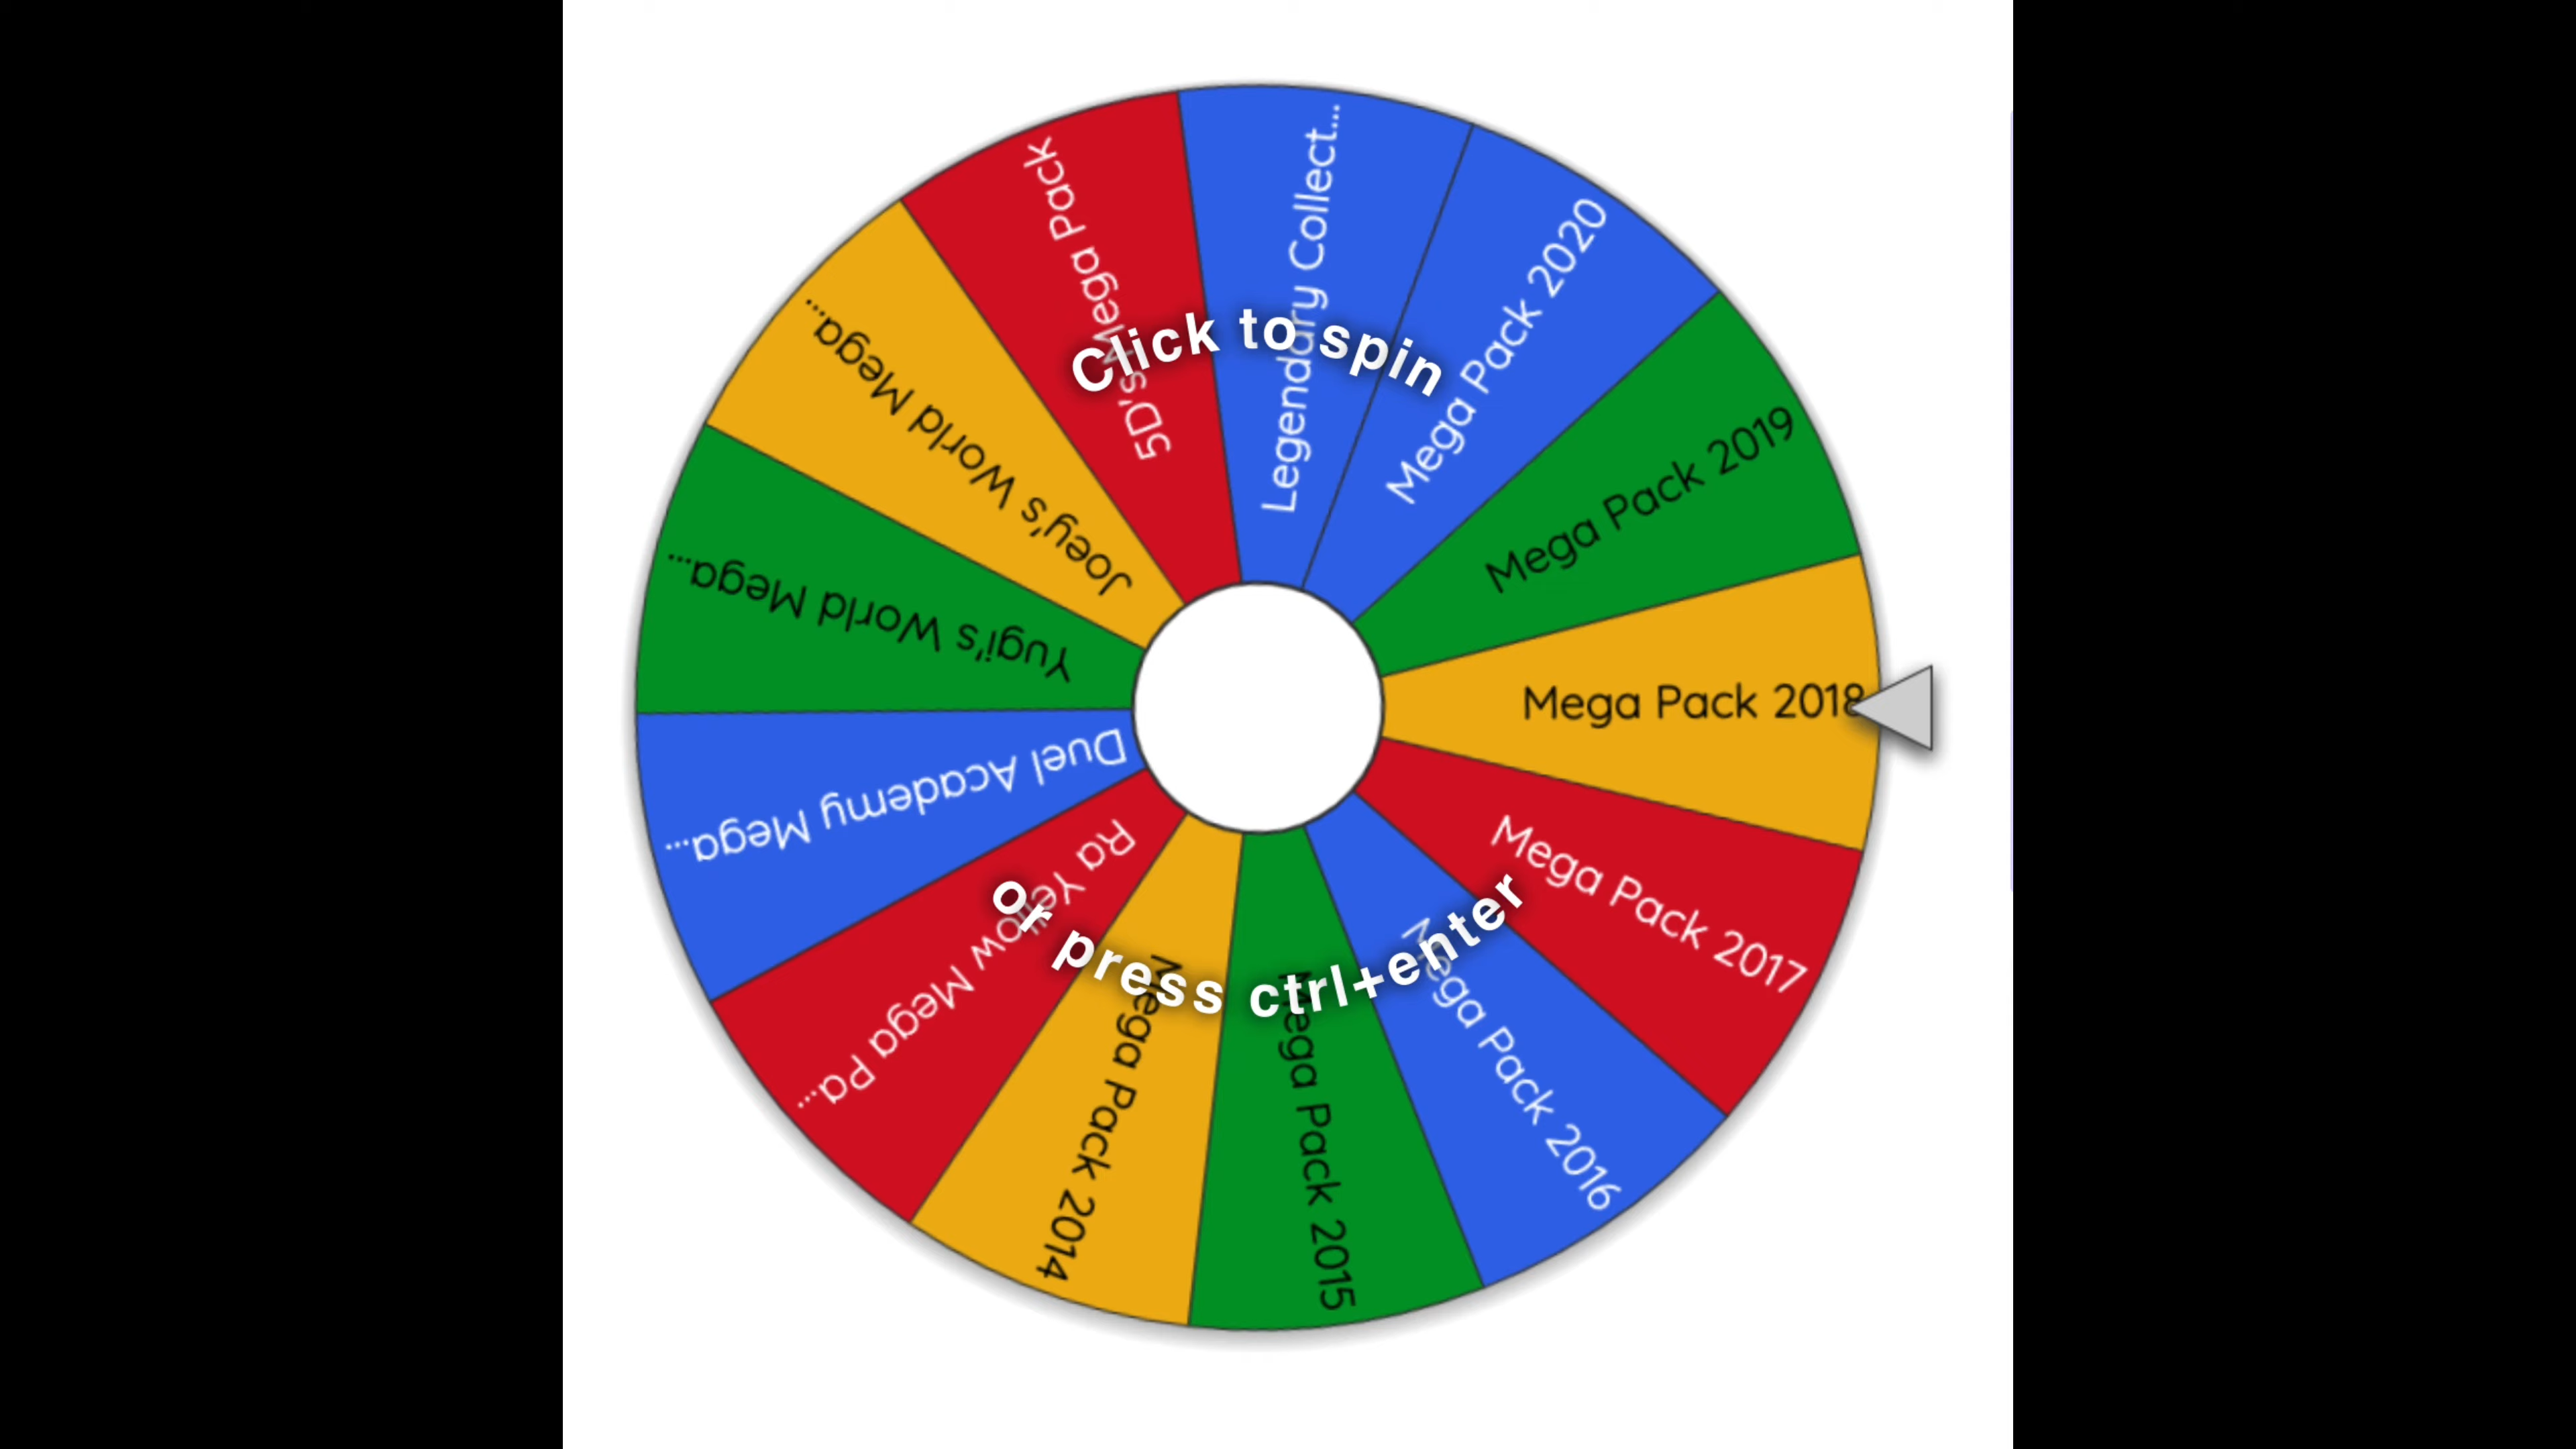 Click to spin
or press ctrl+enter
Legendary Collect...
Mega Pack 2020
Mega Pack 2019
Mega Pack 2018
Mega Pack 2017
Mega Pack 2016
Mega Pack 2015
Mega Pack 2014
Ra Yellow Mega Pa...
Duel Academy Mega...
Yugi's World Mega...
Joey's World Mega...
5D's Mega Pack